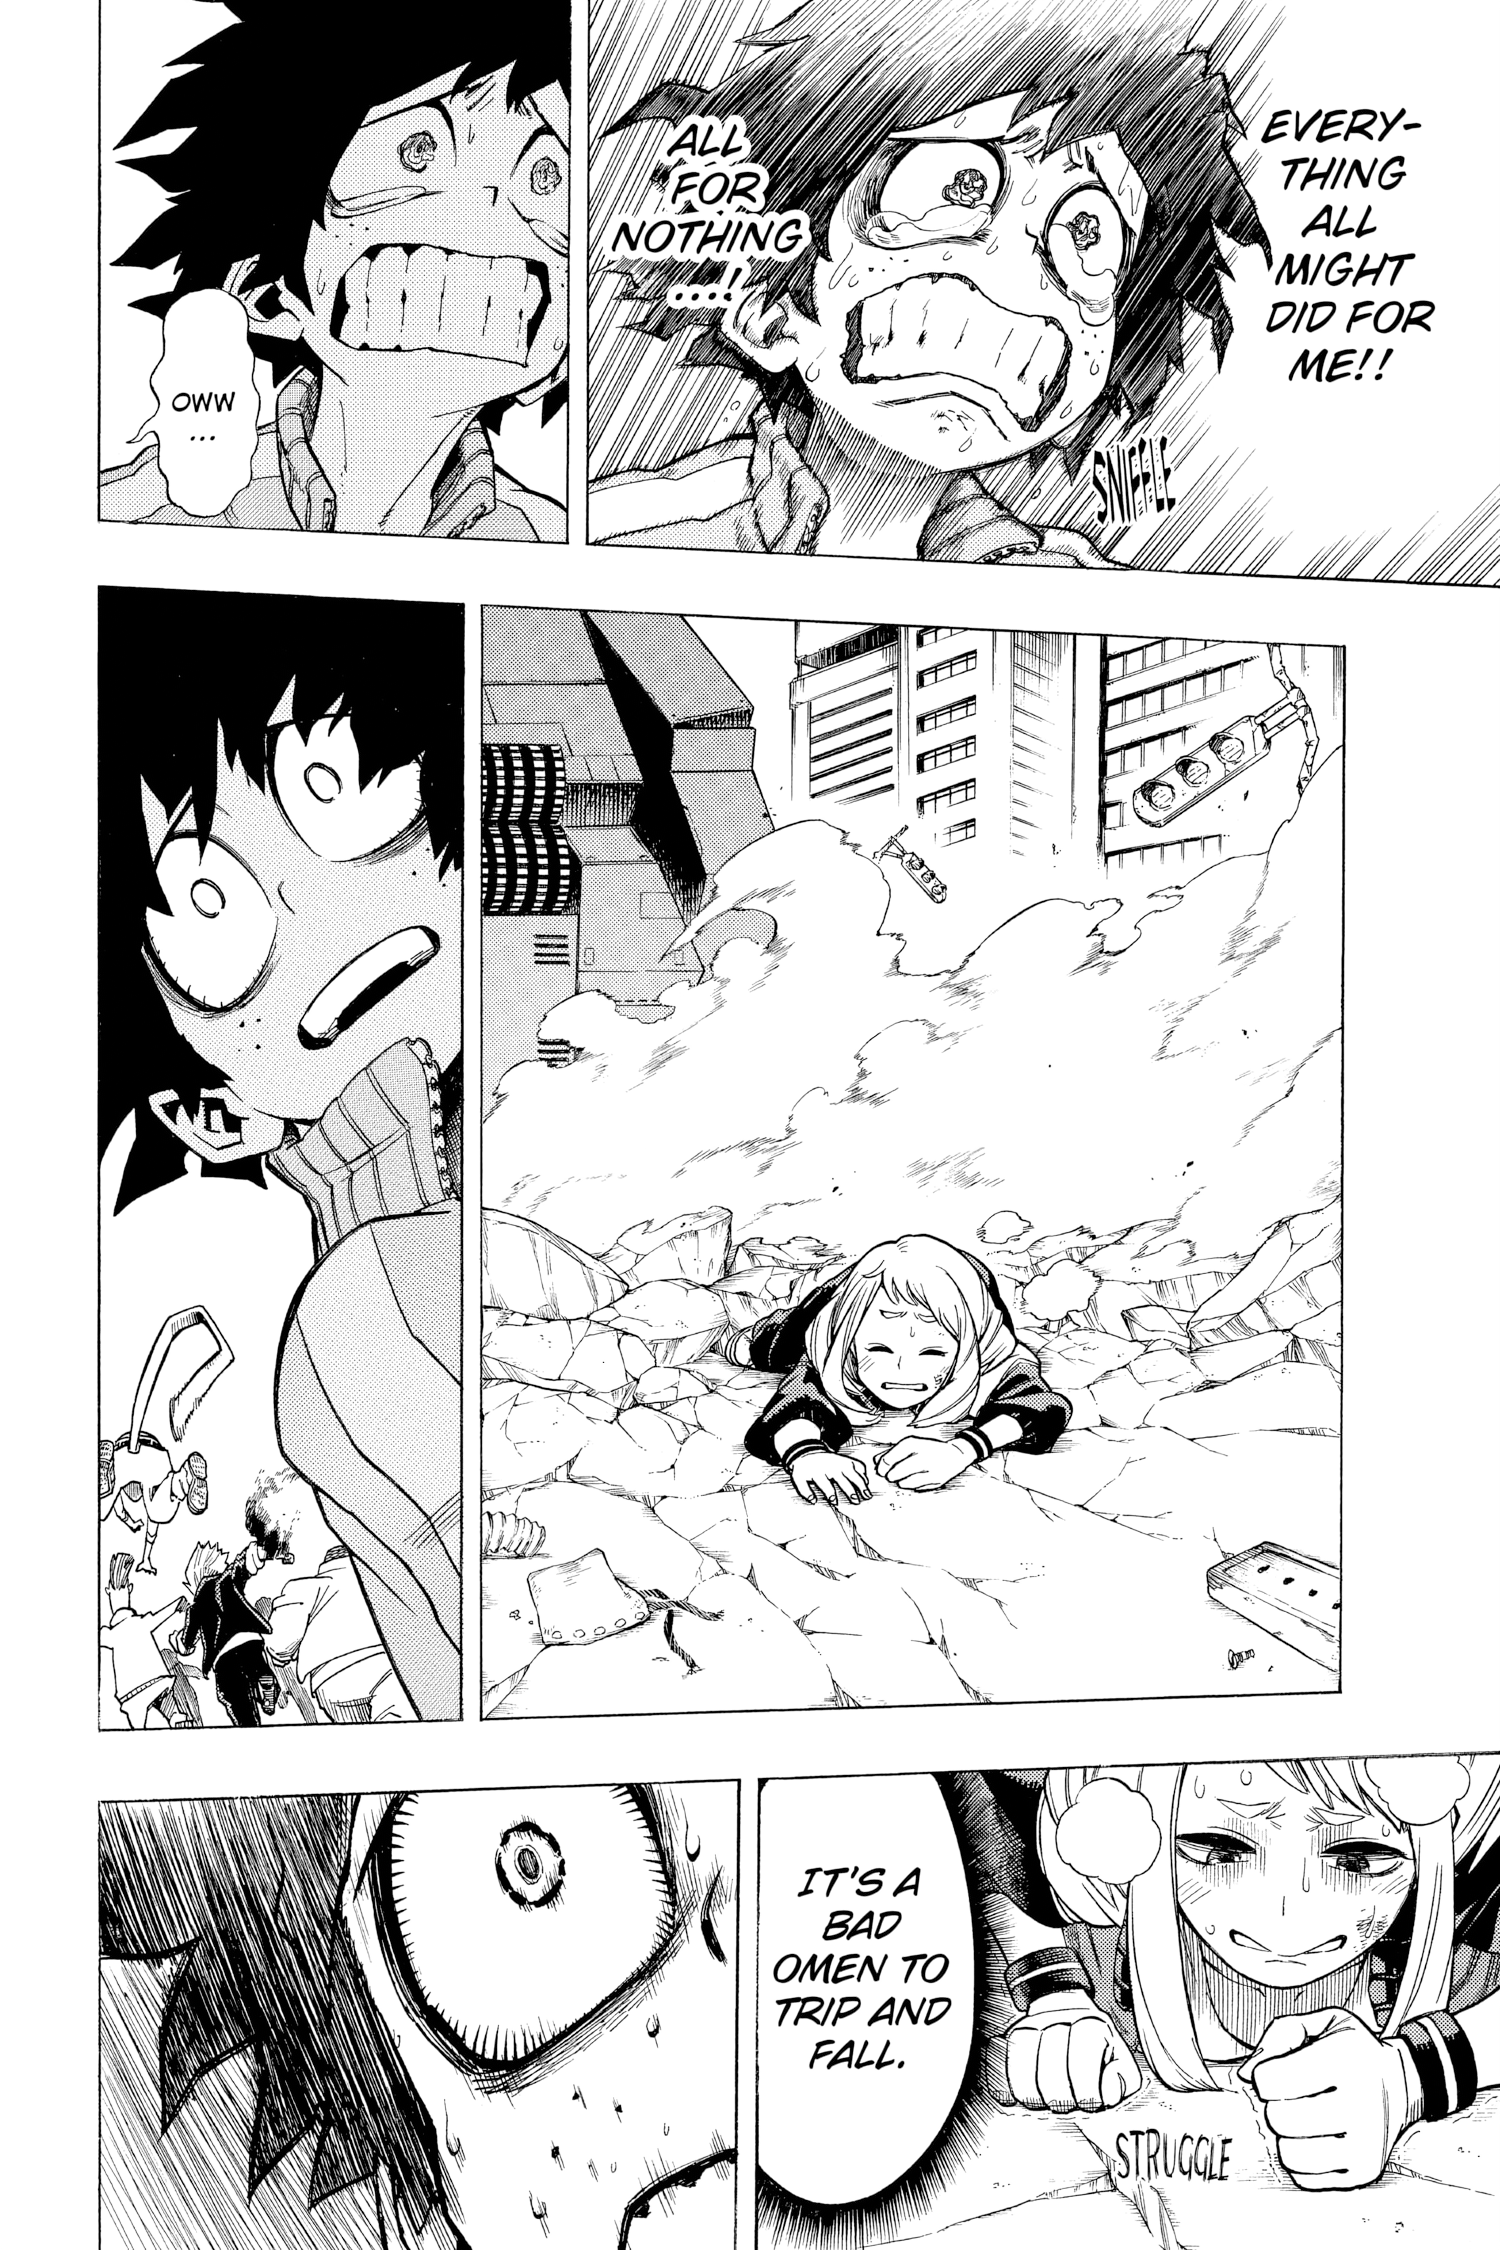 EVERY-
THING
ALL
MIGHT
DID FOR
ME!!
ALL
FOR
NOTHING
....!
SNIFFLE
OWW
...
IT'S A
BAD
OMEN TO
TRIP AND
FALL.
STRUGGLE